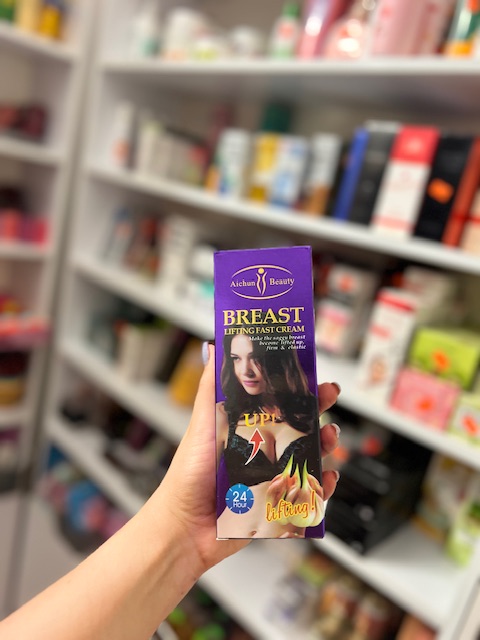 Aichun Beauty
BREAST
LIFTING FAST CREAM
Make the saggy breast
become lifted up,
firm & elastic
UP!
24
Hour
lifting!